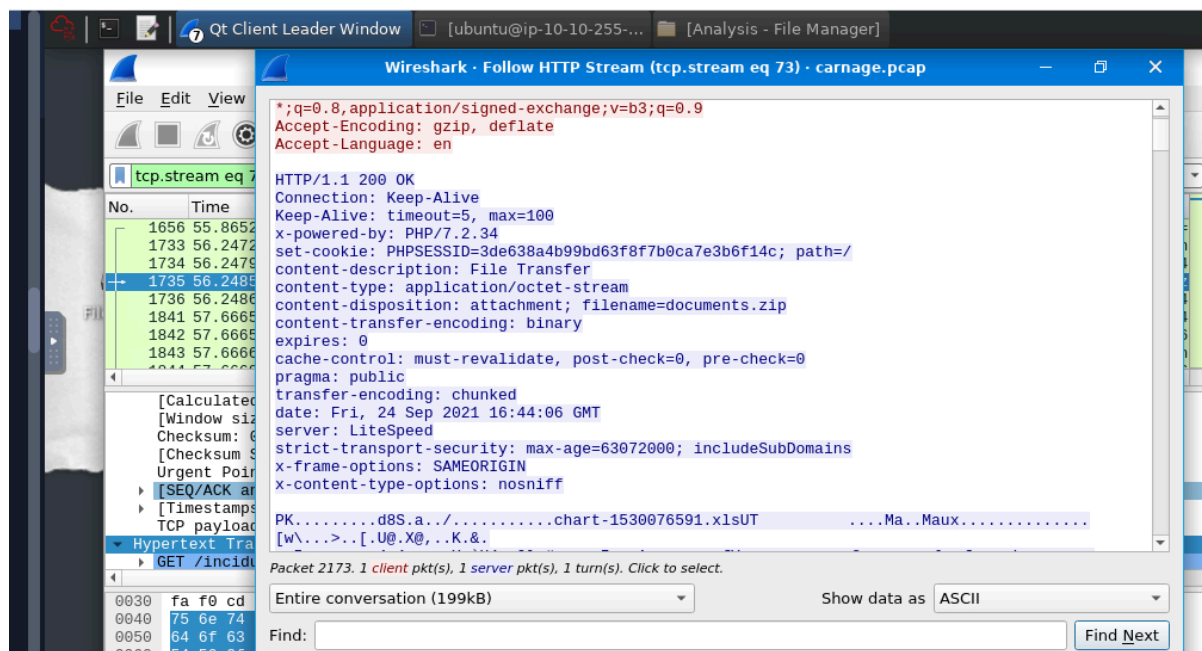 Qt Client Leader Window
[ubuntu@ip-10-10-255-...
[Analysis - File Manager]
Wireshark · Follow HTTP Stream (tcp.stream eq 73) · carnage.pcap
File Edit View
tcp.stream eq 7
No. Time
1656 55.8652
1733 56.2472
1734 56.2479
1735 56.2485
1736 56.2486
1841 57.6665
1842 57.6665
1843 57.6666
[Calculated
[Window siz
Checksum: 0
[Checksum S
Urgent Poin
[SEQ/ACK an
[Timestamps
TCP payload
Hypertext Tra
GET /incidu
0030 fa f0 cd
0040 75 6e 74
0050 64 6f 63
*;q=0.8,application/signed-exchange;v=b3;q=0.9
Accept-Encoding: gzip, deflate
Accept-Language: en
HTTP/1.1 200 OK
Connection: Keep-Alive
Keep-Alive: timeout=5, max=100
x-powered-by: PHP/7.2.34
set-cookie: PHPSESSID=3de638a4b99bd63f8f7b0ca7e3b6f14c; path=/
content-description: File Transfer
content-type: application/octet-stream
content-disposition: attachment; filename=documents.zip
content-transfer-encoding: binary
expires: 0
cache-control: must-revalidate, post-check=0, pre-check=0
pragma: public
transfer-encoding: chunked
date: Fri, 24 Sep 2021 16:44:06 GMT
server: LiteSpeed
strict-transport-security: max-age=63072000; includeSubDomains
x-frame-options: SAMEORIGIN
x-content-type-options: nosniff
PK.........d8S.a../...........chart-1530076591.xlsUT ....Ma..Maux..............
[w\...>..[.U@.X@,..K.&.
Packet 2173. 1 client pkt(s), 1 server pkt(s), 1 turn(s). Click to select.
Entire conversation (199kB)
Show data as ASCII
Find:
Find Next